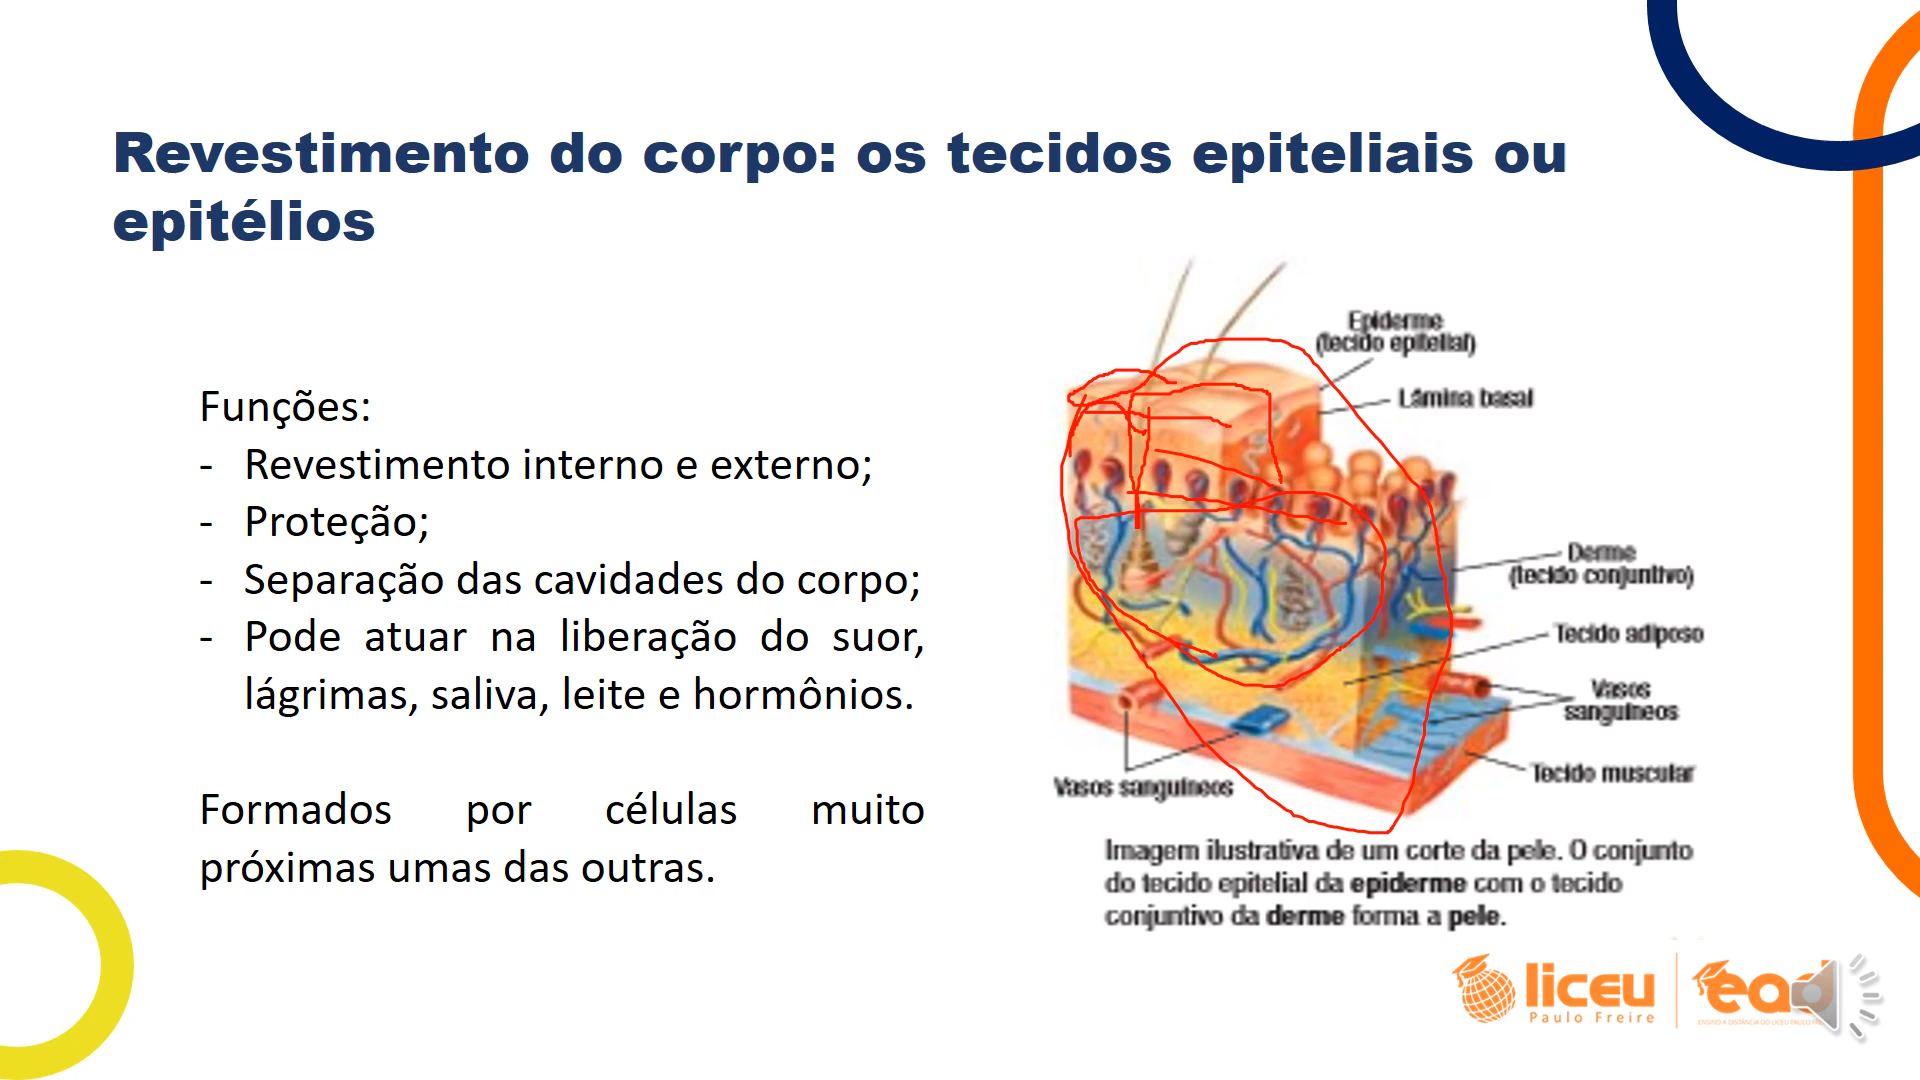 Revestimento do corpo: os tecidos epiteliais ou
epitélios
Funções:
- Revestimento interno e externo;
- Proteção;
- Separação das cavidades do corpo;
- Pode atuar na liberação do suor,
lágrimas, saliva, leite e hormônios.
Formados por células muito
próximas umas das outras.
Epiderme
(tecido epitelial)
Lâmina basal
Derme
(tecido conjuntivo)
Tecido adiposo
Vasos
sanguíneos
Tecido muscular
Vasos sanguíneos
Imagem ilustrativa de um corte da pele. O conjunto
do tecido epitelial da epiderme com o tecido
conjuntivo da derme forma a pele.
liceu
Paulo Freire
ead